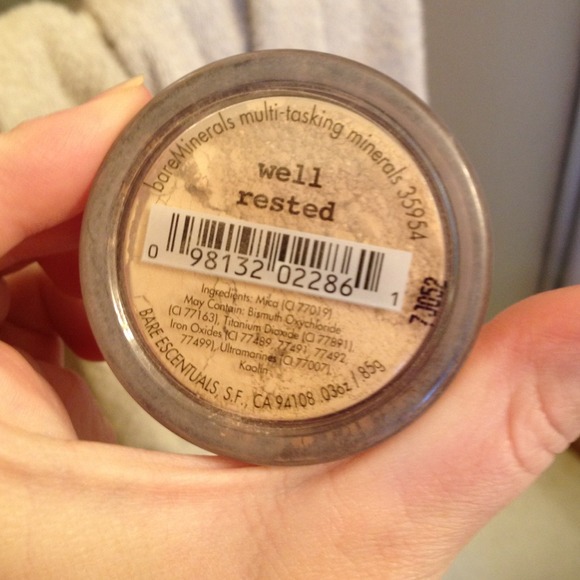 bareMinerals multi-tasking minerals 35954
well
rested
0 98132 02286 1
Ingredients: Mica (CI 77019)
May Contain: Bismuth Oxychloride
(CI 77163), Titanium Dioxide (CI 77891),
Iron Oxides (CI 77489, 77491, 77492,
77499), Ultramarines (CI 77007),
Kaolin
BARE ESCENTUALS, S.F., CA 94108 .03oz / .85g
7J052